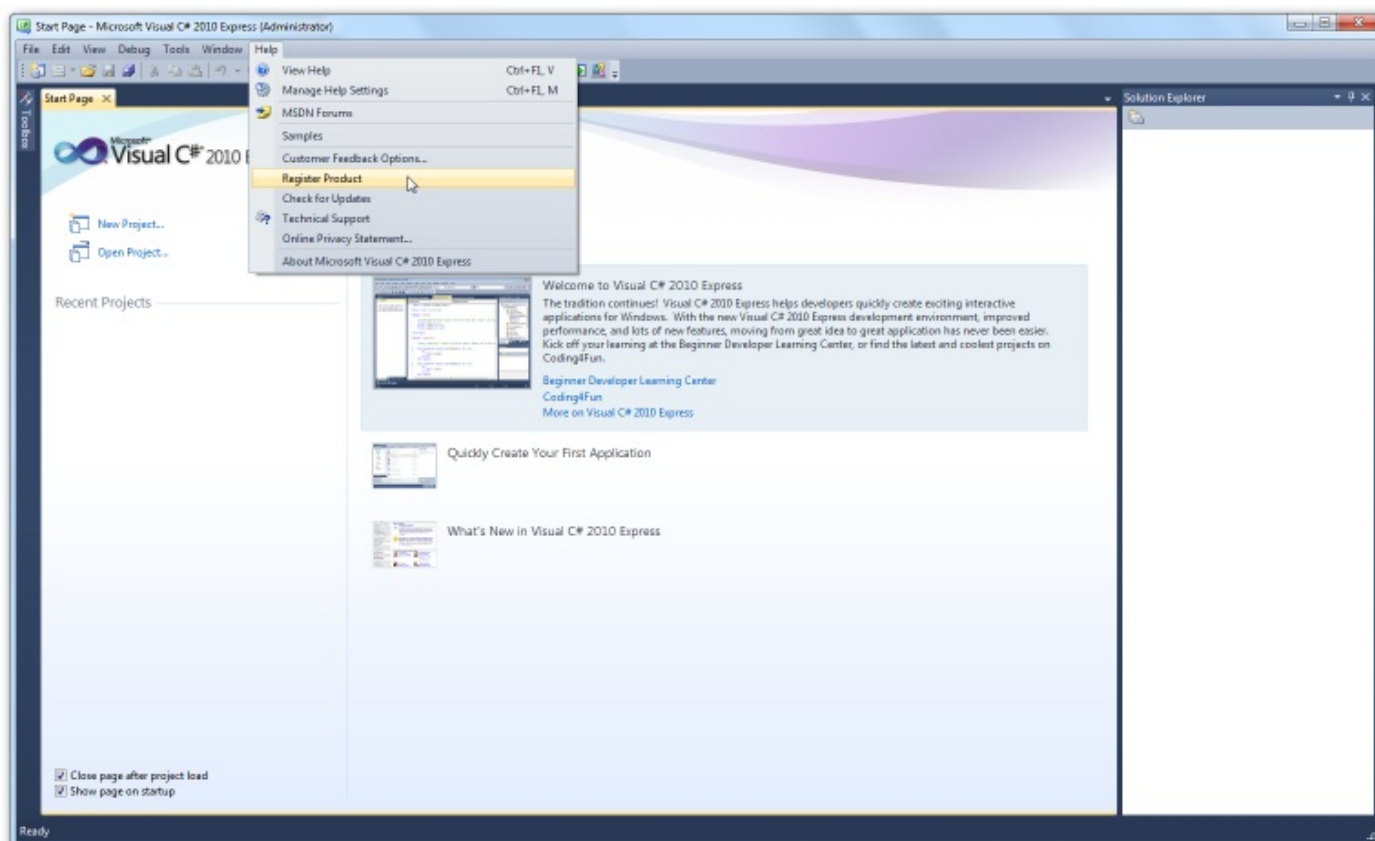 Start Page - Microsoft Visual C# 2010 Express (Administrator)
File Edit View Debug Tools Window Help
View Help Ctrl+F1, V
Manage Help Settings Ctrl+F1, M
MSDN Forums
Samples
Customer Feedback Options...
Register Product
Check for Updates
Technical Support
Online Privacy Statement...
About Microsoft Visual C# 2010 Express
Toolbox
Start Page
Solution Explorer
Microsoft
Visual C# 2010 E
New Project...
Open Project...
Recent Projects
Welcome to Visual C# 2010 Express
The tradition continues! Visual C# 2010 Express helps developers quickly create exciting interactive
applications for Windows. With the new Visual C# 2010 Express development environment, improved
performance, and lots of new features, moving from great idea to great application has never been easier.
Kick off your learning at the Beginner Developer Learning Center, or find the latest and coolest projects on
Coding4Fun.
Beginner Developer Learning Center
Coding4Fun
More on Visual C# 2010 Express
Quickly Create Your First Application
What's New in Visual C# 2010 Express
Close page after project load
Show page on startup
Ready